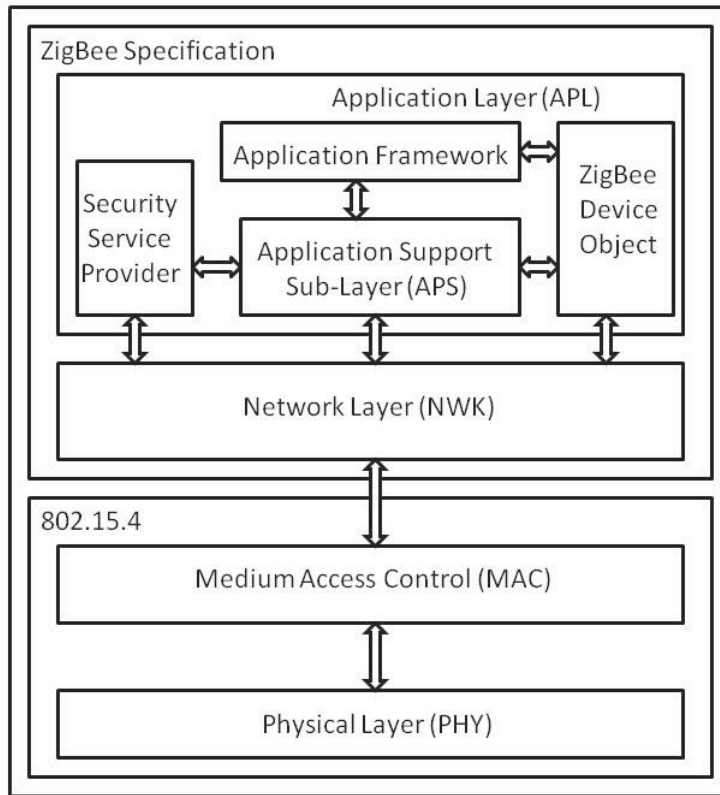 ZigBee Specification
Application Layer (APL)
Application Framework
Security
Service
Provider
Application Support
Sub-Layer (APS)
ZigBee
Device
Object
Network Layer (NWK)
802.15.4
Medium Access Control (MAC)
Physical Layer (PHY)